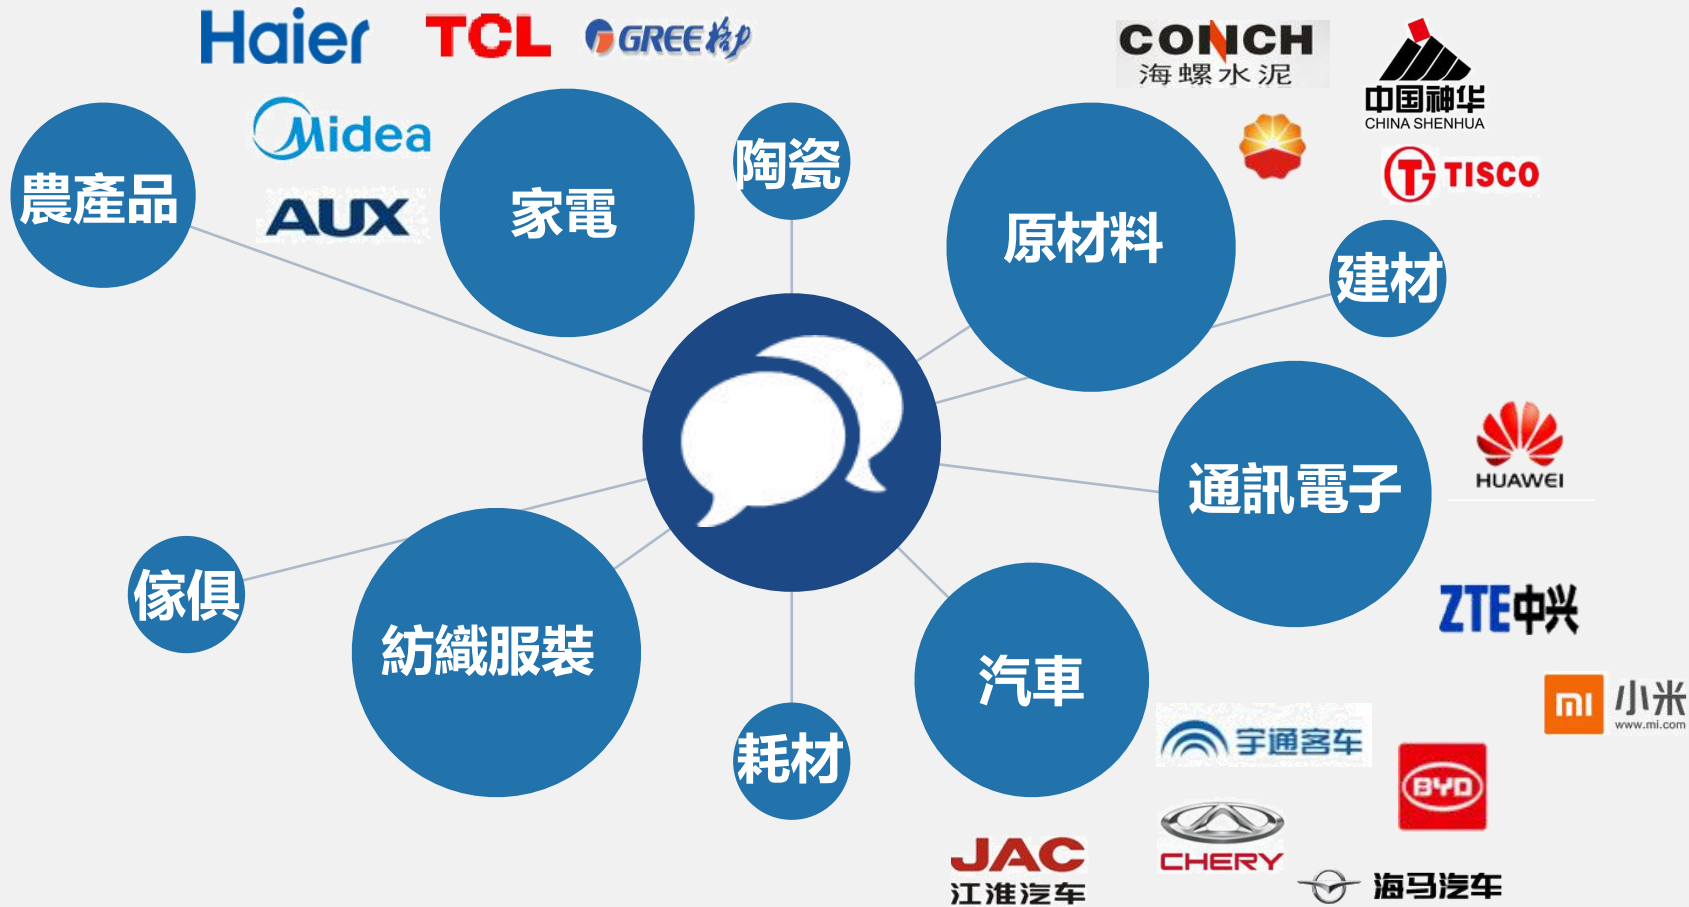 Haier
TCL
GREE格力
CONCH
海螺水泥
中国神华
CHINA SHENHUA
Midea
農產品
家電
陶瓷
TISCO
AUX
原材料
建材
HUAWEI
通訊電子
傢俱
ZTE中兴
紡織服裝
汽車
mi
小米
www.mi.com
宇通客车
耗材
BYD
CHERY
JAC
江淮汽车
海马汽车